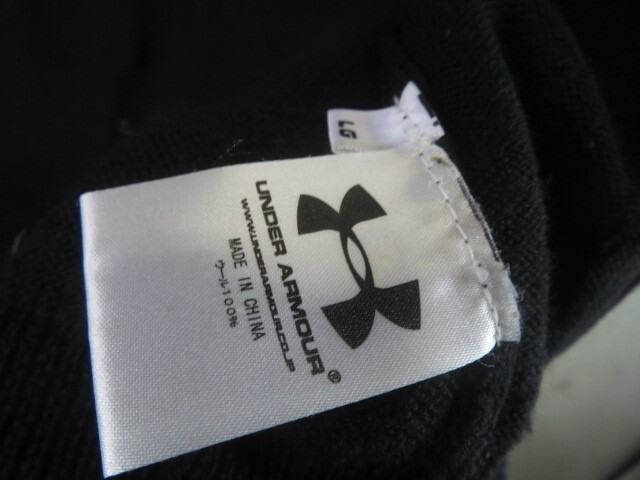 LG
UNDER ARMOUR®
WWW.UNDERARMOUR.CO.JP
MADE IN CHINA
ウール100%